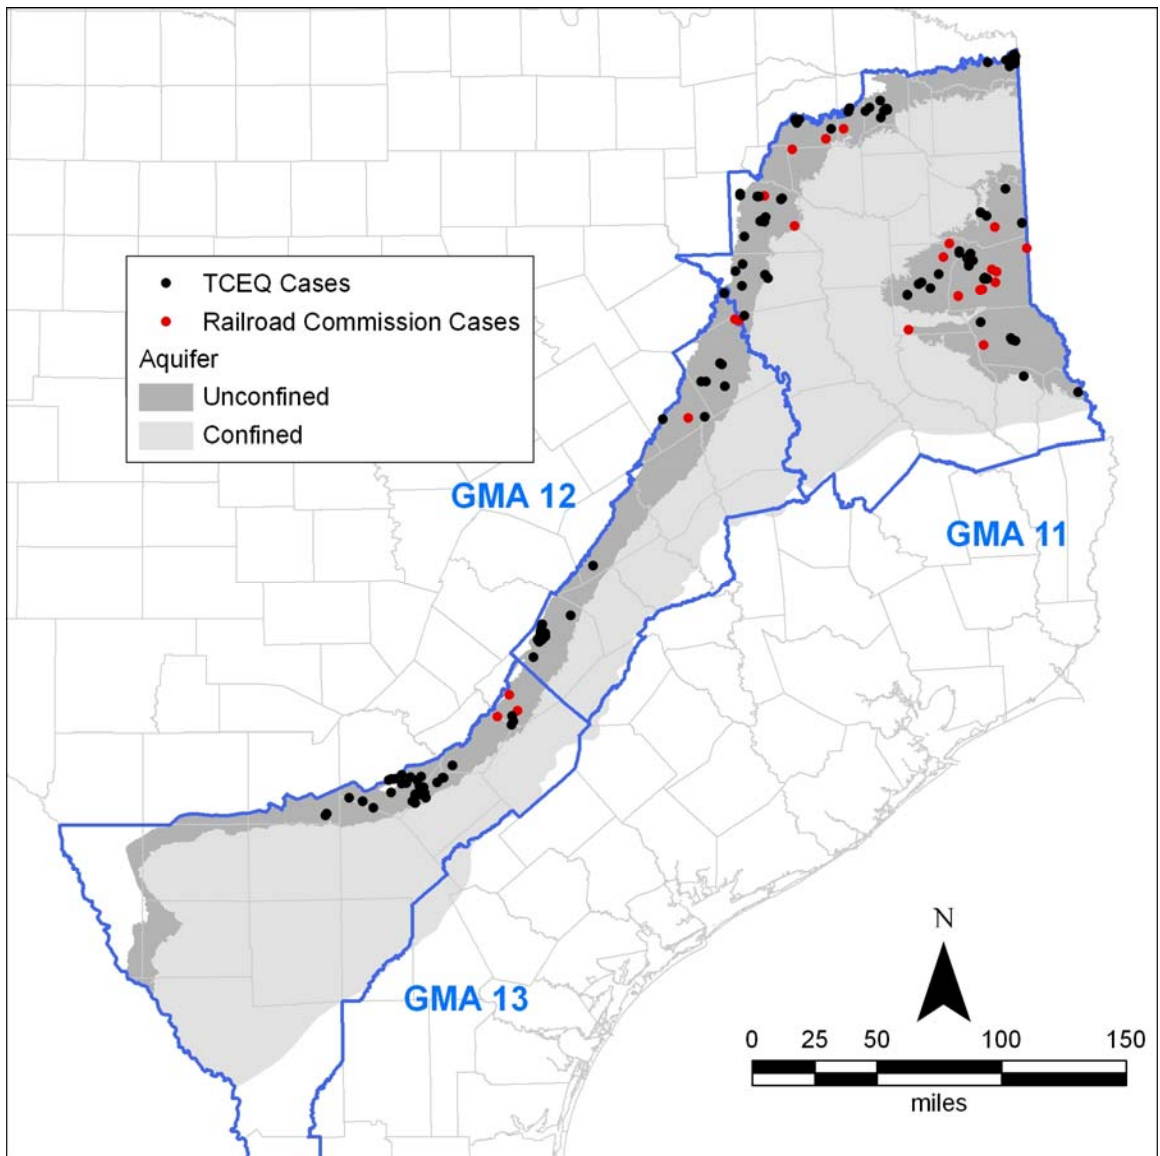 TCEQ Cases
Railroad Commission Cases
Aquifer
Unconfined
Confined
GMA 12
GMA 11
GMA 13
N
0 25 50 100 150
miles